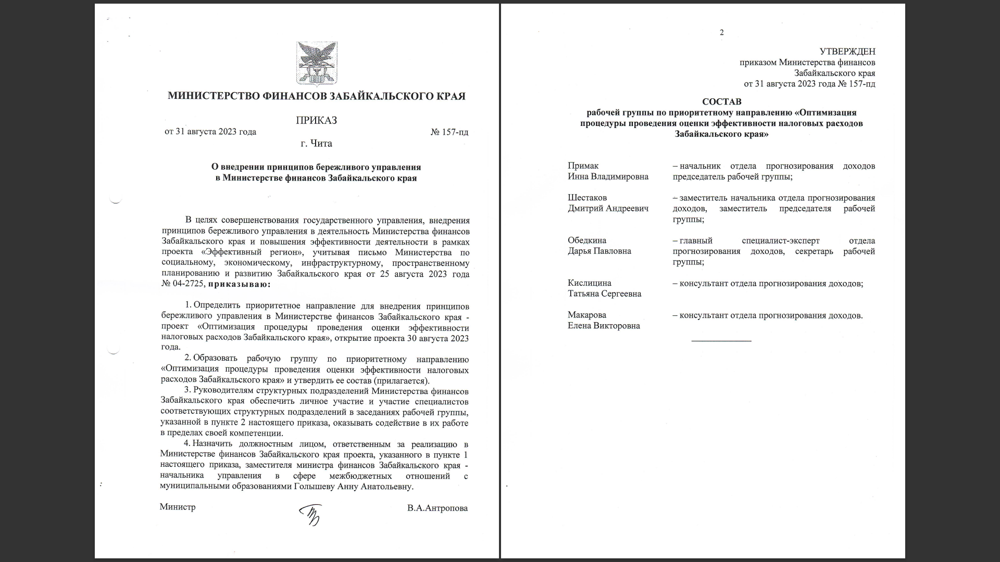 МИНИСТЕРСТВО ФИНАНСОВ ЗАБАЙКАЛЬСКОГО КРАЯ
ПРИКАЗ
от 31 августа 2023 года № 157-пд
г. Чита
О внедрении принципов бережливого управления
в Министерстве финансов Забайкальского края
В целях совершенствования государственного управления, внедрения
принципов бережливого управления в деятельность Министерства финансов
Забайкальского края и повышения эффективности деятельности в рамках
проекта «Эффективный регион», учитывая письмо Министерства по
социальному, экономическому, инфраструктурному, пространственному
планированию и развитию Забайкальского края от 25 августа 2023 года
№ 04-2725, приказываю:
1. Определить приоритетное направление для внедрения принципов
бережливого управления в Министерстве финансов Забайкальского края -
проект «Оптимизация процедуры проведения оценки эффективности
налоговых расходов Забайкальского края», открытие проекта 30 августа 2023
года.
2. Образовать рабочую группу по приоритетному направлению
«Оптимизация процедуры проведения оценки эффективности налоговых
расходов Забайкальского края» и утвердить ее состав (прилагается).
3. Руководителям структурных подразделений Министерства финансов
Забайкальского края обеспечить личное участие и участие специалистов
соответствующих структурных подразделений в заседаниях рабочей группы,
указанной в пункте 2 настоящего приказа, оказывать содействие в их работе
в пределах своей компетенции.
4. Назначить должностным лицом, ответственным за реализацию в
Министерстве финансов Забайкальского края проекта, указанного в пункте 1
настоящего приказа, заместителя министра финансов Забайкальского края -
начальника управления в сфере межбюджетных отношений с
муниципальными образованиями Голышеву Анну Анатольевну.
Министр В.А.Антропова
2
УТВЕРЖДЕН
приказом Министерства финансов
Забайкальского края
от 31 августа 2023 года № 157-пд
СОСТАВ
рабочей группы по приоритетному направлению «Оптимизация
процедуры проведения оценки эффективности налоговых расходов
Забайкальского края»
Примак – начальник отдела прогнозирования доходов
Инна Владимировна председатель рабочей группы;
Шестаков – заместитель начальника отдела прогнозирования
Дмитрий Андреевич доходов, заместитель председателя рабочей
группы;
Обедкина – главный специалист-эксперт отдела
Дарья Павловна прогнозирования доходов, секретарь рабочей
группы;
Кислицина – консультант отдела прогнозирования доходов;
Татьяна Сергеевна
Макарова – консультант отдела прогнозирования доходов.
Елена Викторовна